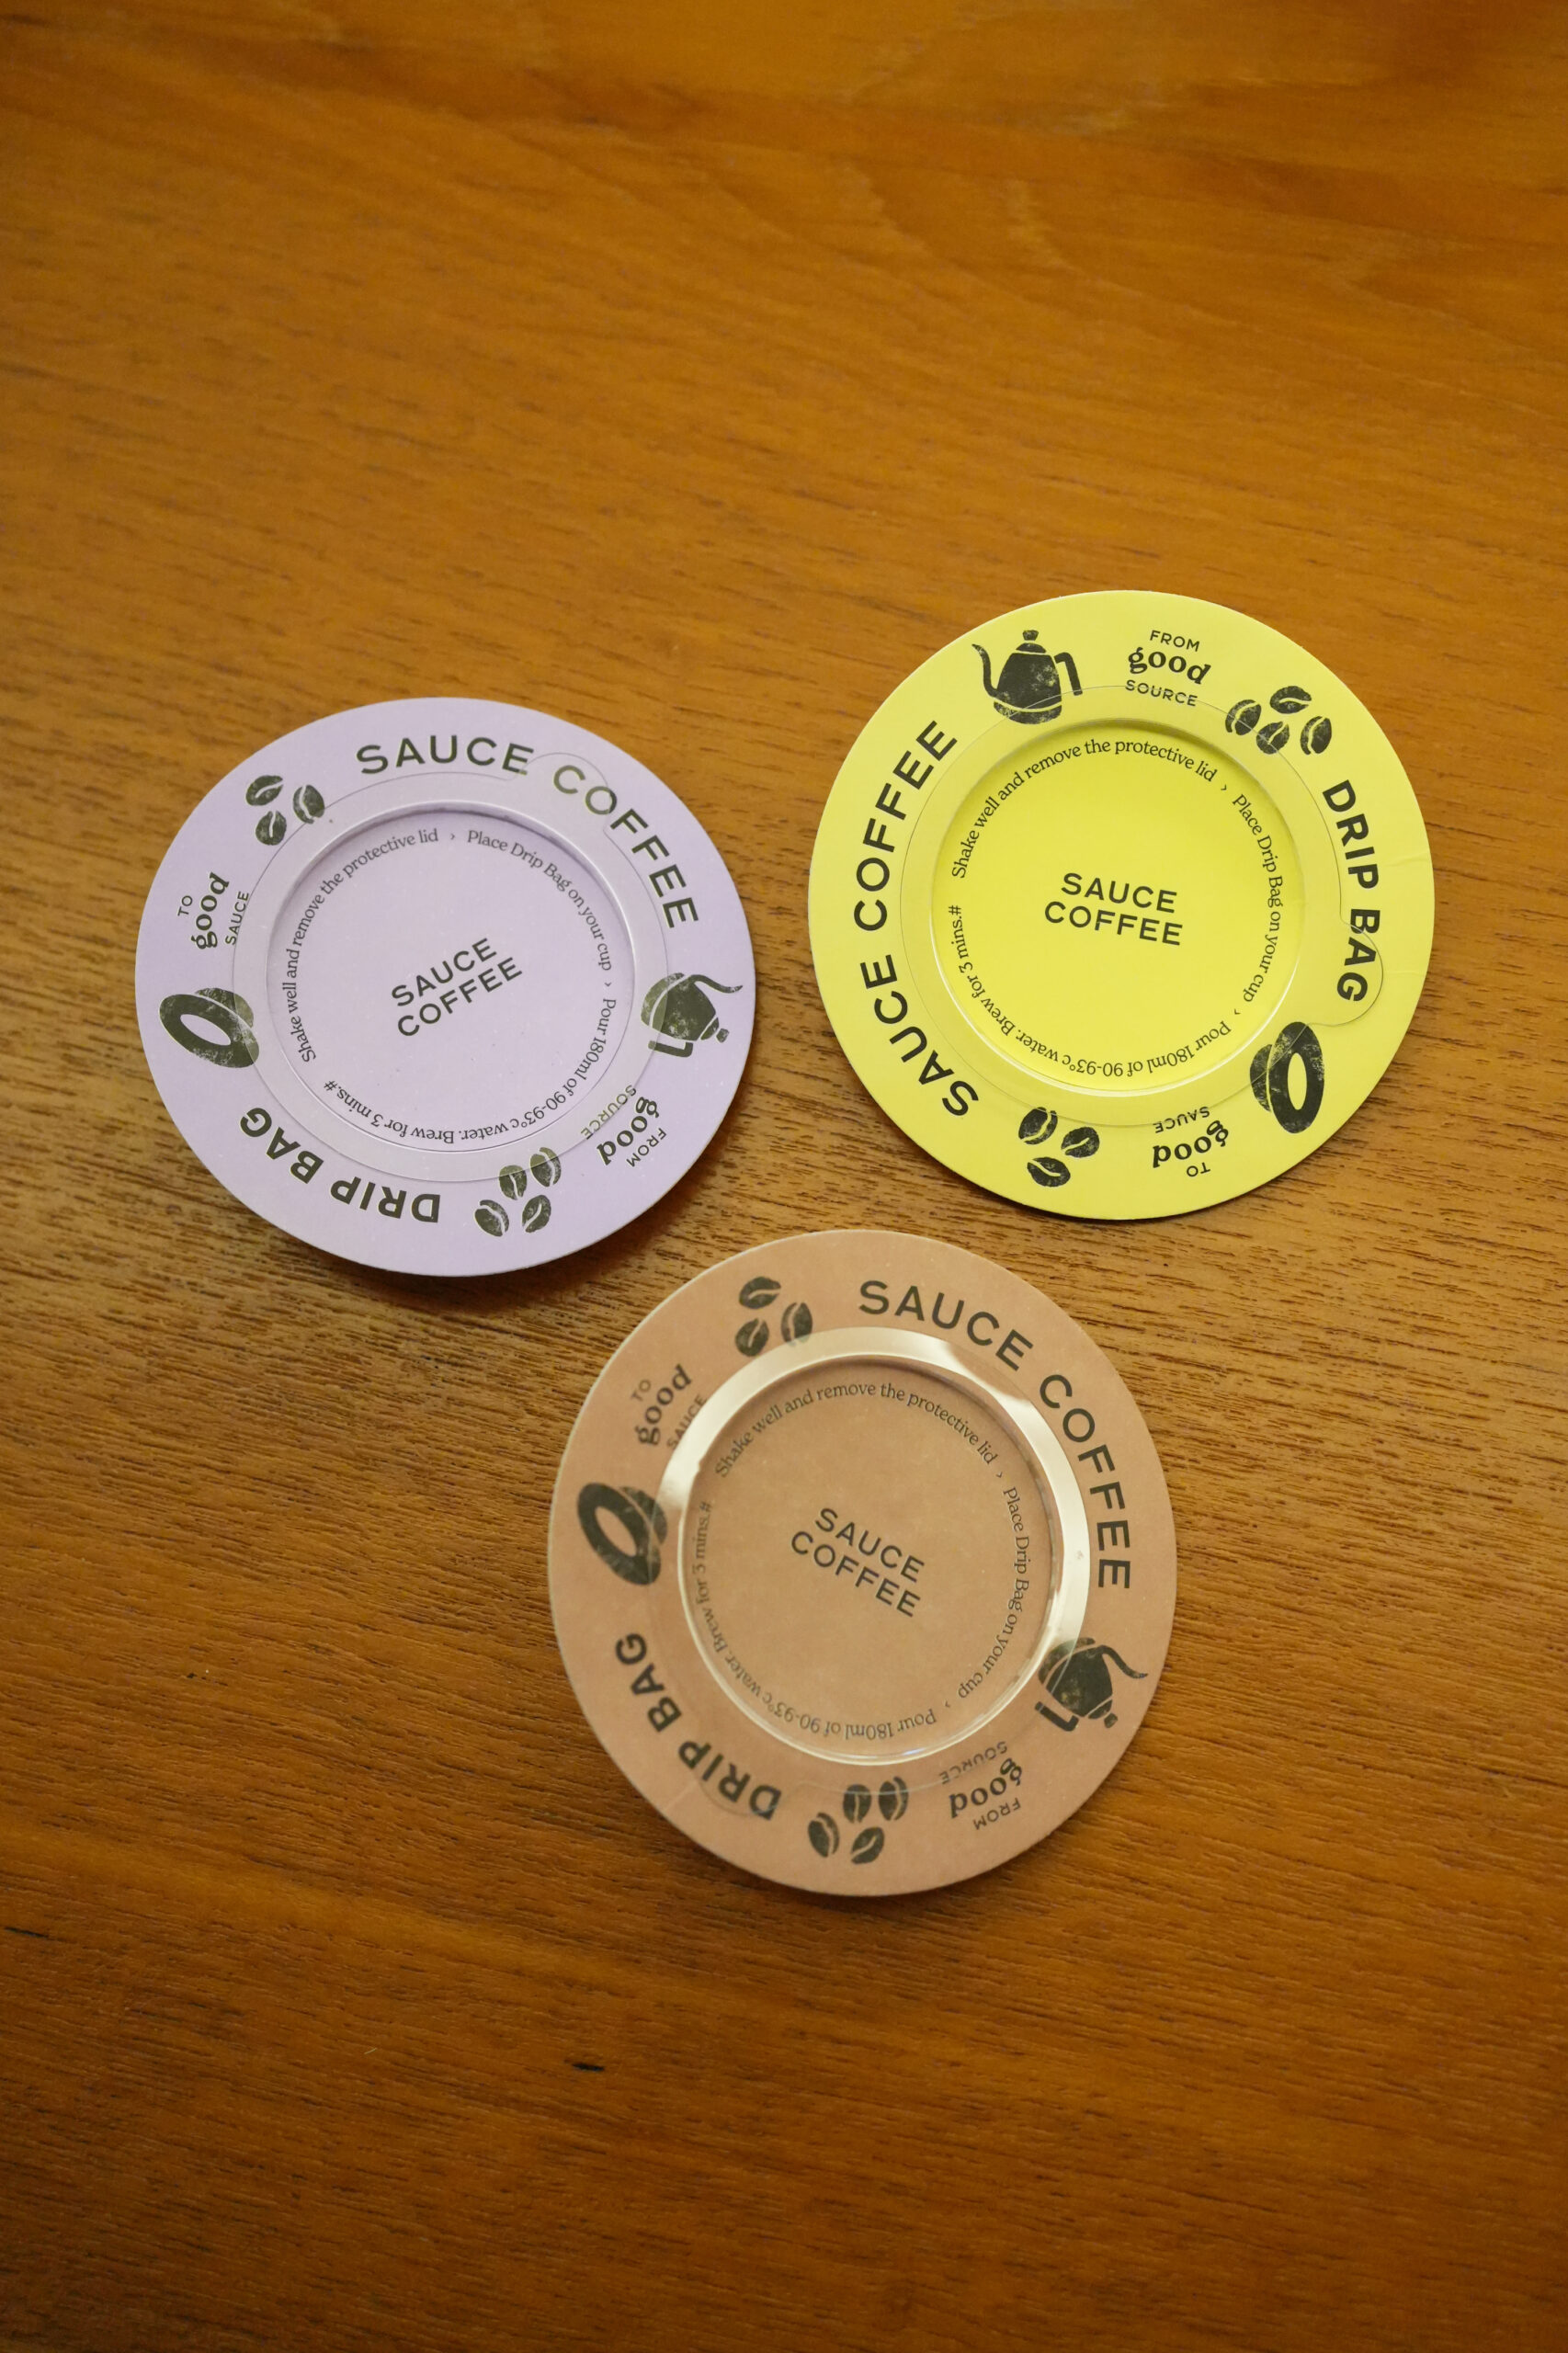 SAUCE COFFEE
FROM
good
SOURCE
DRIP BAG
TO
good
SAUCE
Shake well and remove the protective lid › Place Drip Bag on your cup › Pour 180ml of 90-93°c water. Brew for 3 mins.#
SAUCE
COFFEE
SAUCE COFFEE
FROM
good
SOURCE
DRIP BAG
TO
good
SAUCE
Shake well and remove the protective lid › Place Drip Bag on your cup › Pour 180ml of 90-93°c water. Brew for 3 mins.#
SAUCE
COFFEE
SAUCE COFFEE
FROM
good
SOURCE
DRIP BAG
TO
good
SAUCE
Shake well and remove the protective lid › Place Drip Bag on your cup › Pour 180ml of 90-93°c water. Brew for 3 mins.#
SAUCE
COFFEE